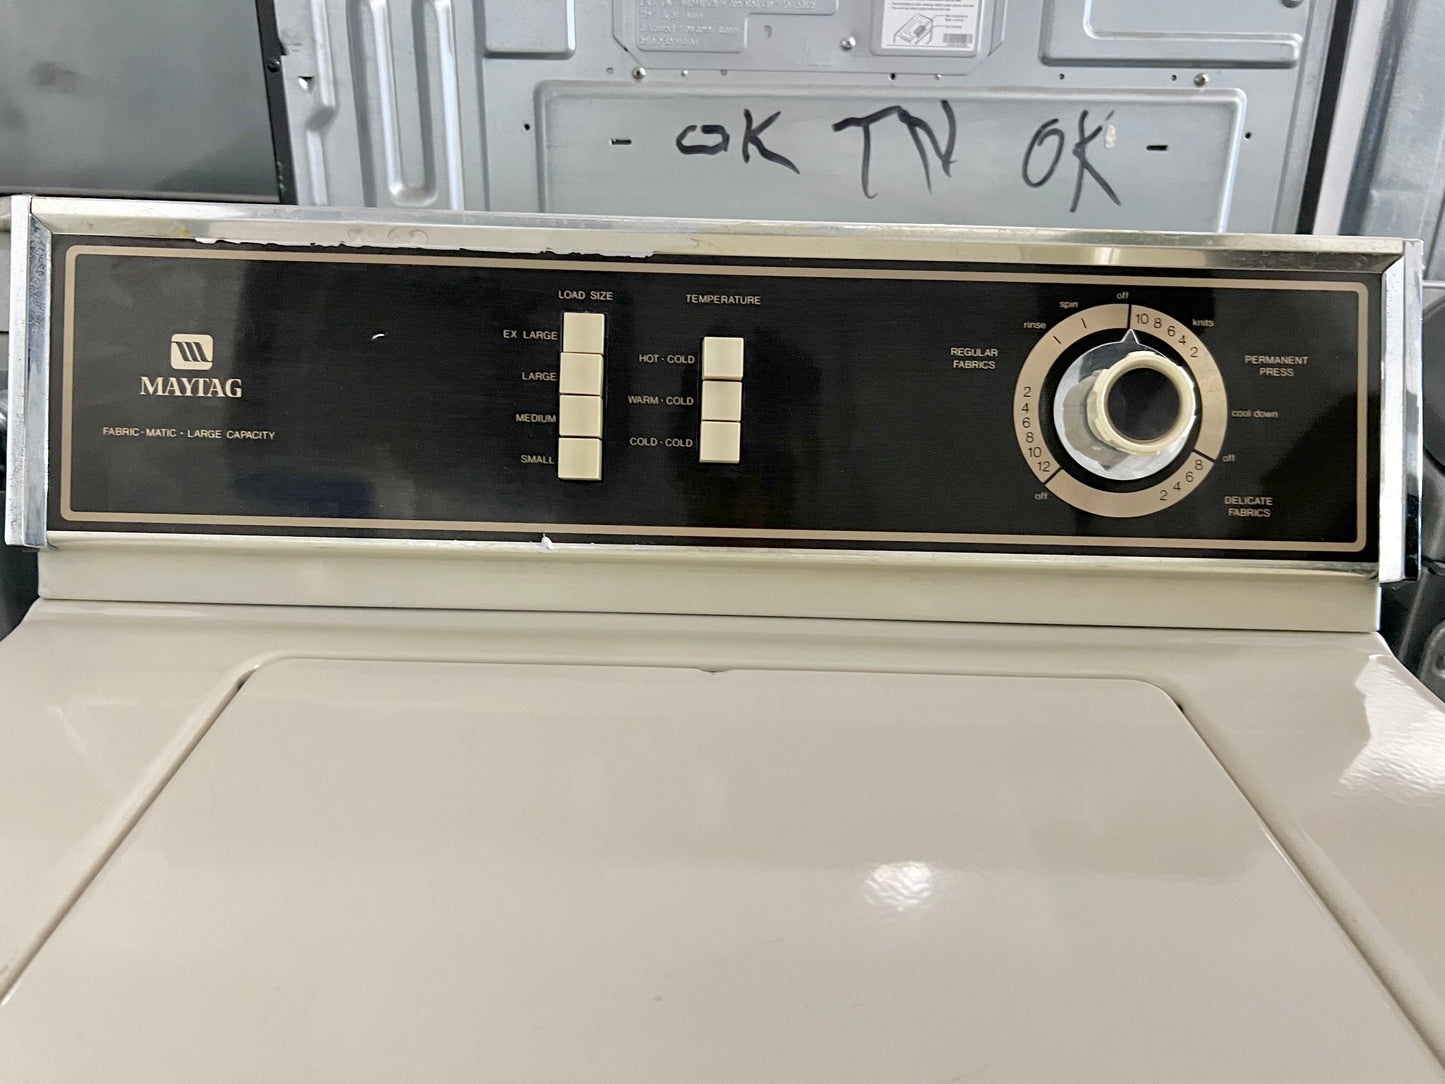 OK TN OK
LOAD SIZE
EX LARGE
LARGE
MEDIUM
SMALL
TEMPERATURE
HOT · COLD
WARM · COLD
COLD · COLD
MAYTAG
FABRIC-MATIC · LARGE CAPACITY
REGULAR
FABRICS
rinse
spin
off
knits
PERMANENT
PRESS
cool down
off
DELICATE
FABRICS
off
10 8 6 4 2
8 6 4 2
2 4 6 8 10 12